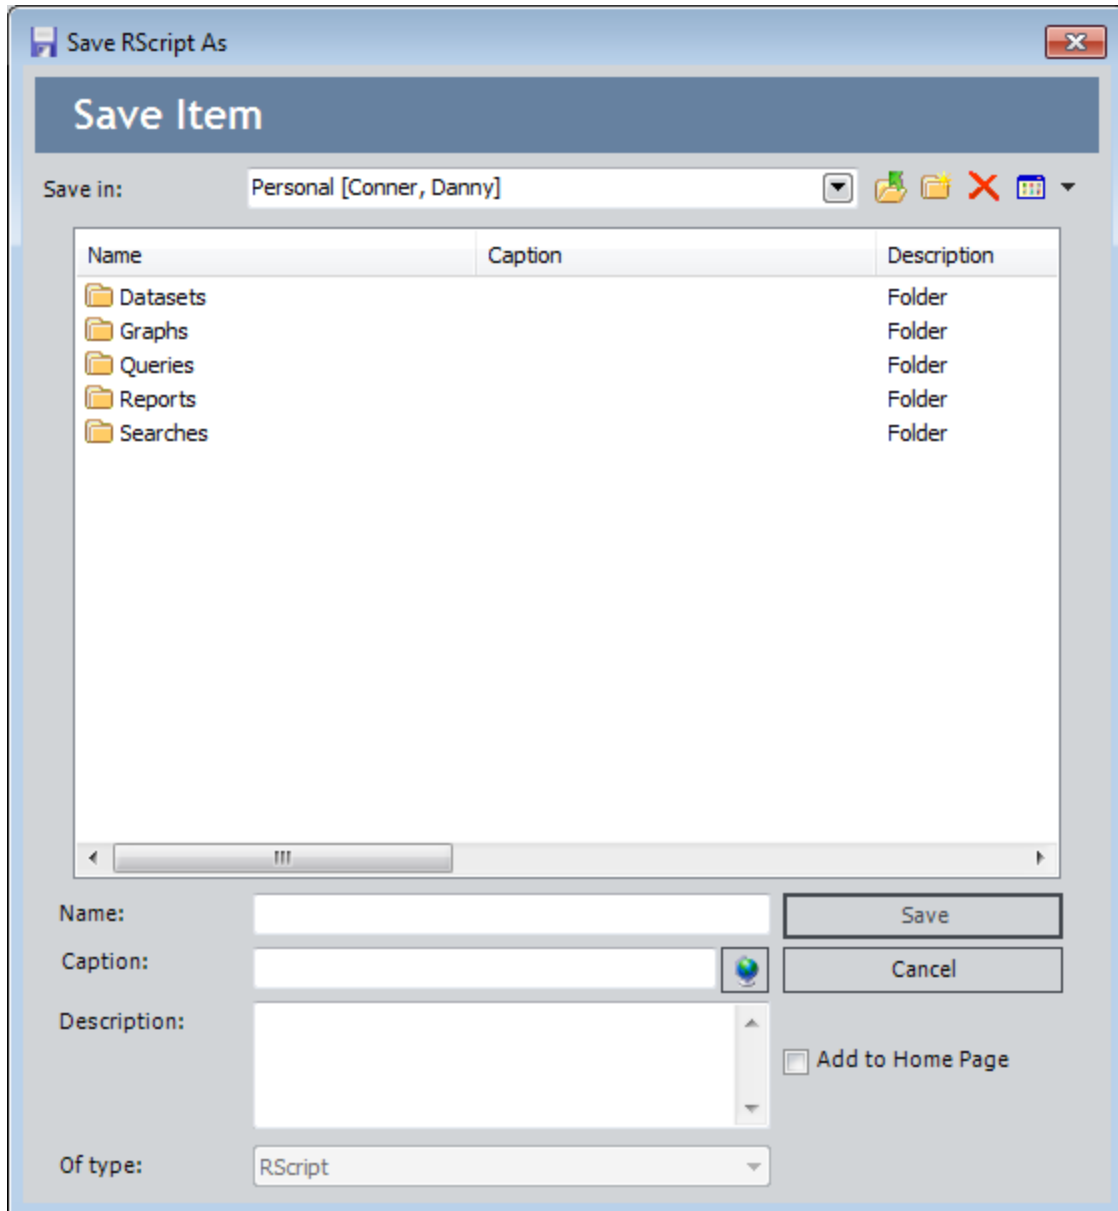 Save RScript As
Save Item
Save in: Personal [Conner, Danny]
Name Caption Description
Datasets Folder
Graphs Folder
Queries Folder
Reports Folder
Searches Folder
Name: Save
Caption: Cancel
Description:
Add to Home Page
Of type: RScript